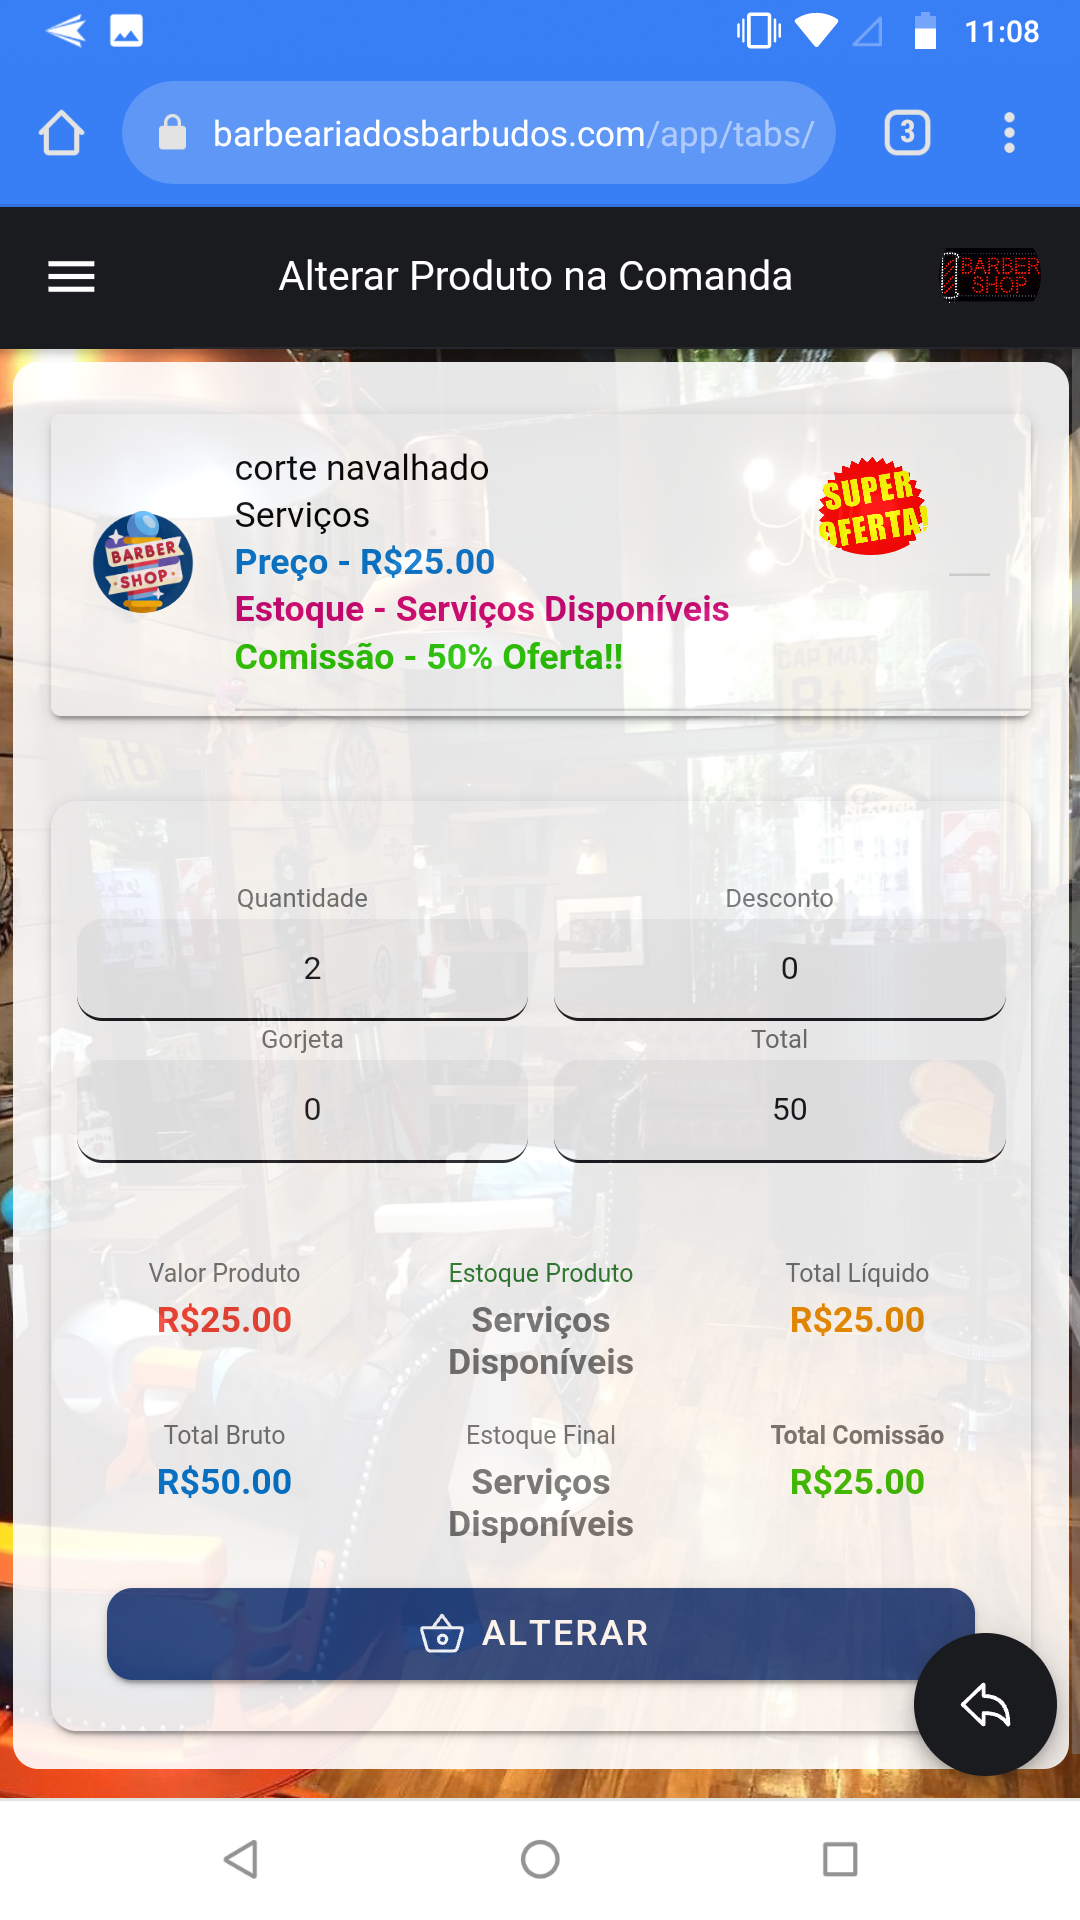 11:08
barbeariadosbarbudos.com/app/tabs/
3
Alterar Produto na Comanda
BARBER
SHOP
corte navalhado
Serviços
Preço - R$25.00
Estoque - Serviços Disponíveis
Comissão - 50% Oferta!!
BARBER
SHOP
SUPER
OFERTA!
CAP MAX
Quantidade
Desconto
2
0
Gorjeta
Total
0
50
Valor Produto
Estoque Produto
Total Líquido
R$25.00
Serviços
Disponíveis
R$25.00
Total Bruto
Estoque Final
Total Comissão
R$50.00
Serviços
Disponíveis
R$25.00
ALTERAR